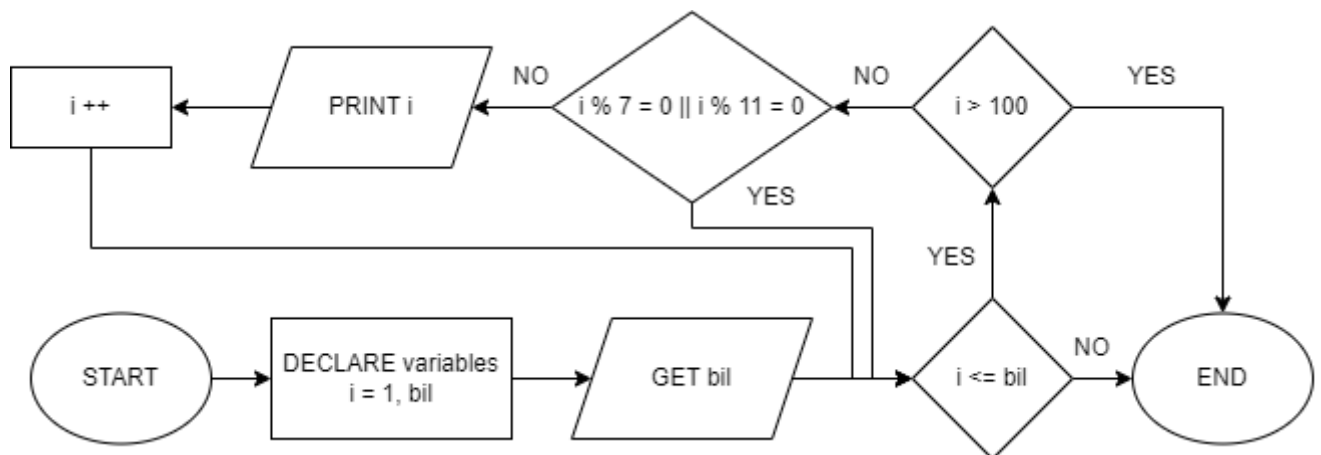 NO
NO
YES
i ++
PRINT i
i % 7 = 0 || i % 11 = 0
i > 100
YES
YES
START
DECLARE variables
i = 1, bil
GET bil
i <= bil
NO
END